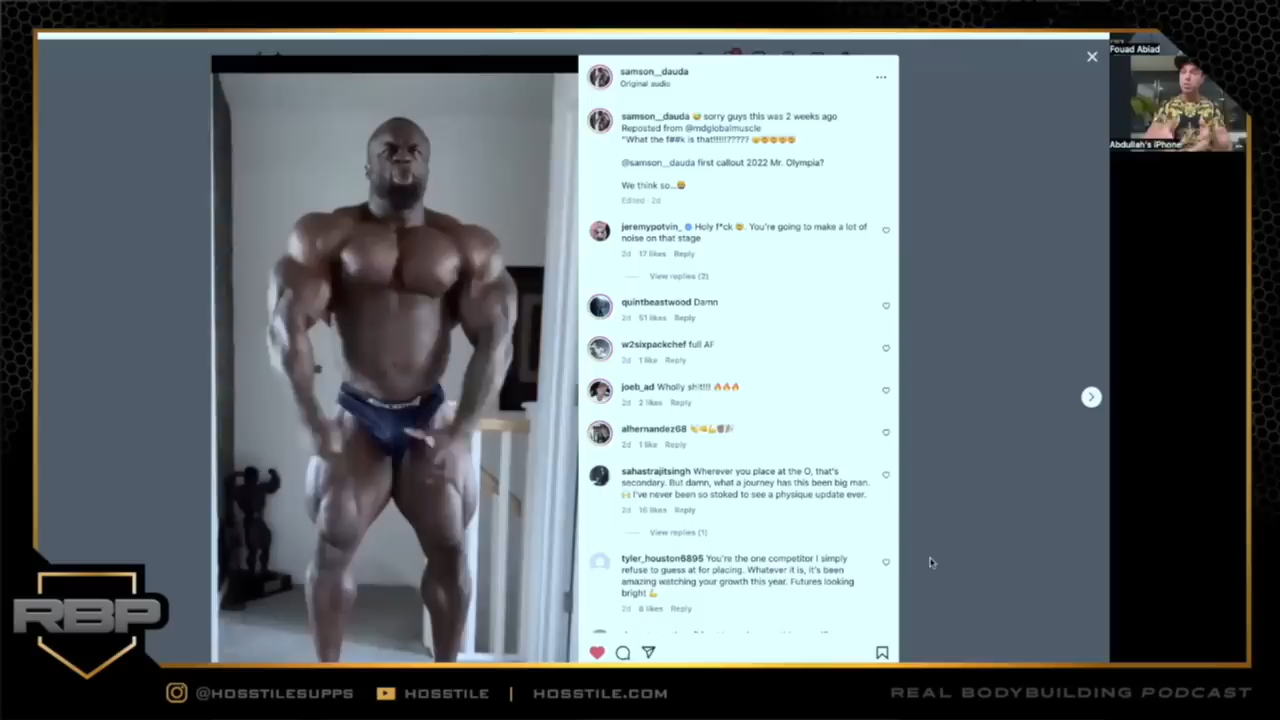 Fouad Abiad
Abdullah's iPhone
samson__dauda
Original audio
samson__dauda 😅 sorry guys this was 2 weeks ago
Reposted from @mdglobalmuscle
"What the f##k is that!!!!!?????
@samson__dauda first callout 2022 Mr. Olympia?
We think so...
Edited · 2d
jeremypotvin_ Holy f*ck. You're going to make a lot of
noise on that stage
2d 17 likes Reply
View replies (2)
quintbeastwood Damn
2d 51 likes Reply
w2sixpackchef full AF
2d 1 like Reply
joeb_ad Wholly sh!t!!! 🔥🔥🔥
2d 2 likes Reply
alhernandez68
2d 1 like Reply
sahastrajitsingh Wherever you place at the O, that's
secondary. But damn, what a journey has this been big man.
🙌 I've never been so stoked to see a physique update ever.
2d 16 likes Reply
View replies (1)
tyler_houston6895 You're the one competitor I simply
refuse to guess at for placing. Whatever it is, it's been
amazing watching your growth this year. Futures looking
bright 💪
2d 8 likes Reply
RBP
@HOSSTILESUPPS HOSSTILE | HOSSTILE.COM
REAL BODYBUILDING PODCAST